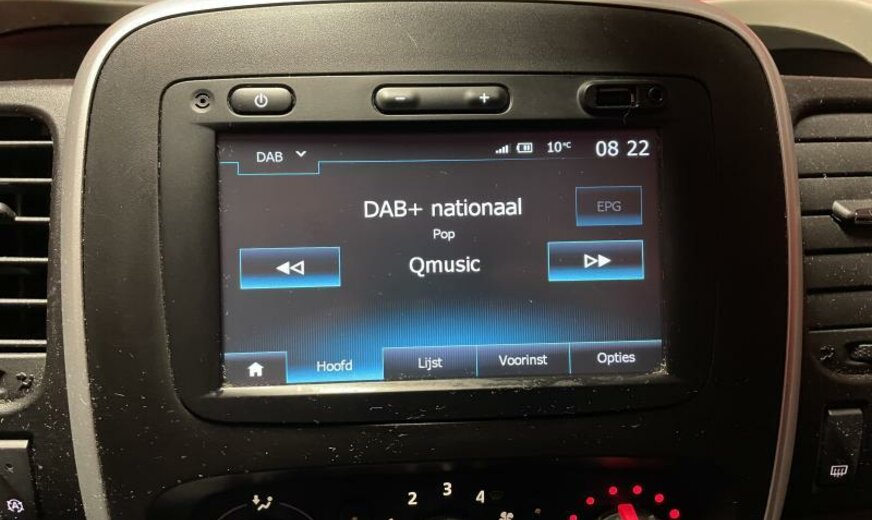 DAB
10°C
08 22
DAB+ nationaal
EPG
Pop
Qmusic
Hoofd
Lijst
Voorinst
Opties
2 3 4